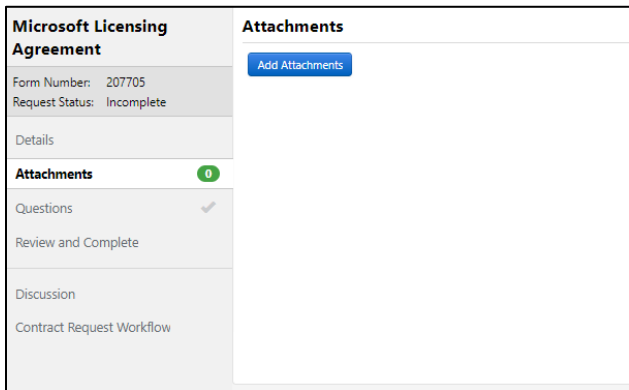 Microsoft Licensing
Agreement
Form Number: 207705
Request Status: Incomplete
Details
Attachments 0
Questions
Review and Complete
Discussion
Contract Request Workflow
Attachments
Add Attachments